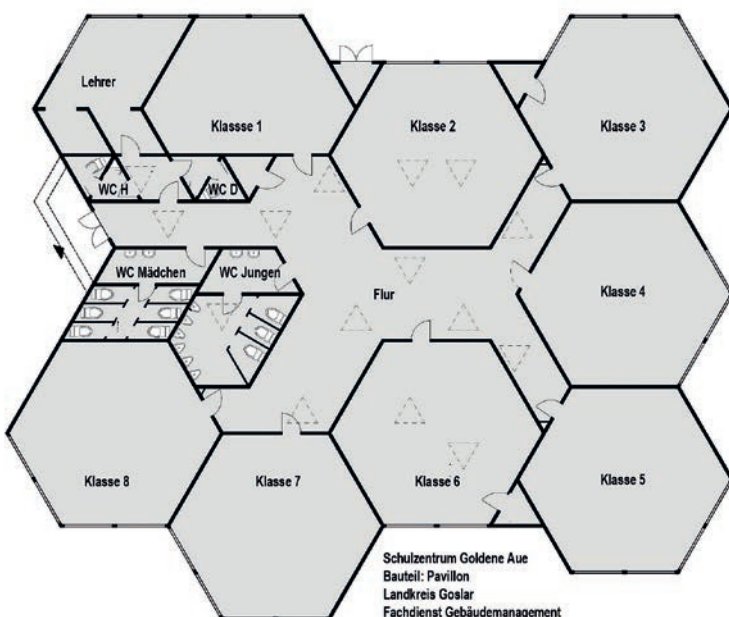 Lehrer
Klassse 1
Klasse 2
Klasse 3
WC H
WC D
WC Mädchen
WC Jungen
Flur
Klasse 4
Klasse 8
Klasse 7
Klasse 6
Klasse 5
Schulzentrum Goldene Aue
Bauteil: Pavillon
Landkreis Goslar
Fachdienst Gebäudemanagement